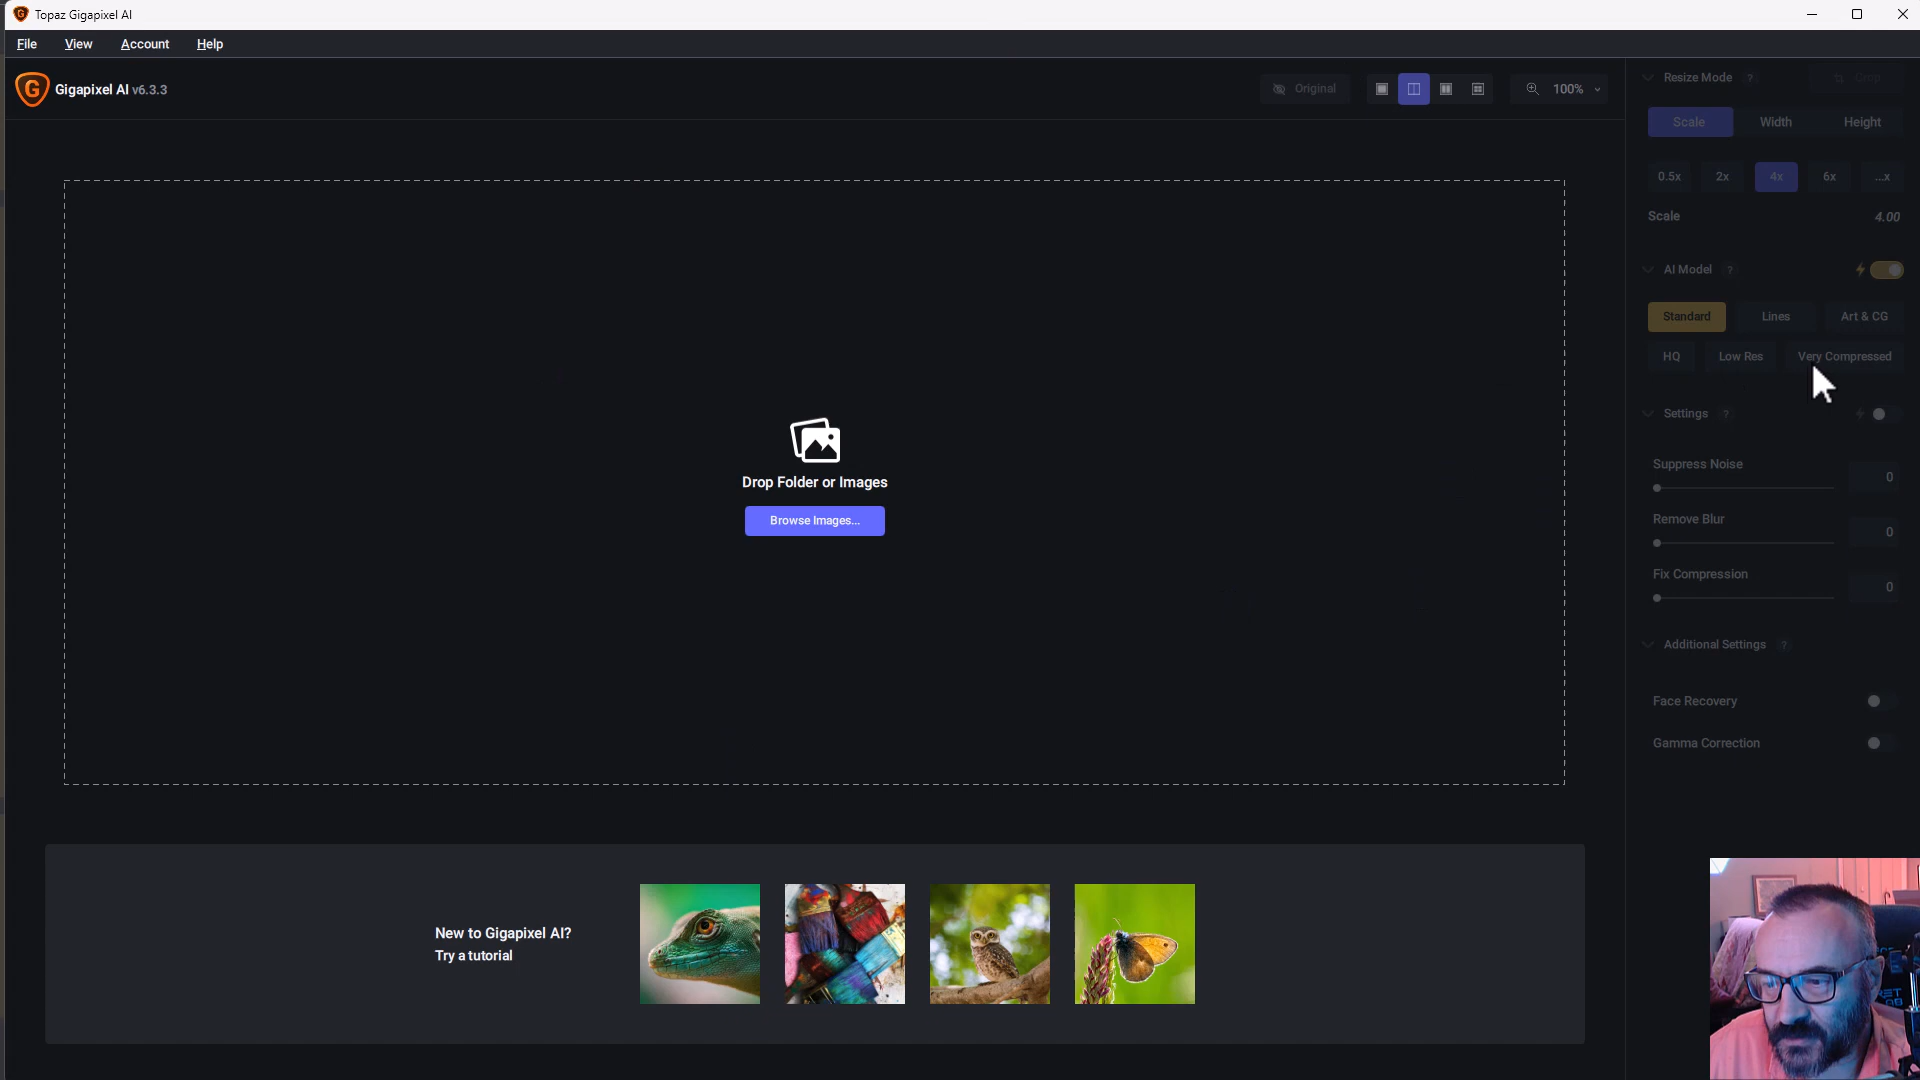 Topaz Gigapixel AI
File View Account Help
Gigapixel AI v6.3.3
Original
100%
Resize Mode ?
Crop
Scale Width Height
0.5x 2x 4x 6x ...x
Scale 4.00
AI Model ?
Standard Lines Art & CG
HQ Low Res Very Compressed
Settings ?
Suppress Noise 0
Remove Blur 0
Fix Compression 0
Additional Settings ?
Face Recovery
Gamma Correction
Drop Folder or Images
Browse Images...
New to Gigapixel AI?
Try a tutorial